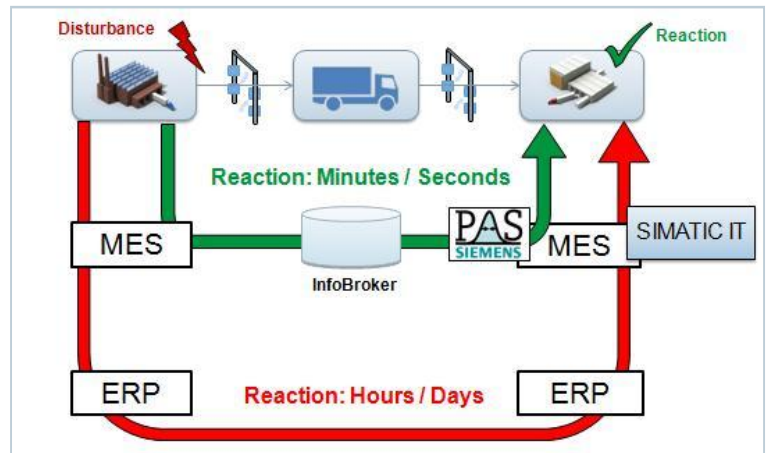 Disturbance
Reaction
Reaction: Minutes / Seconds
MES
InfoBroker
PAS
SIEMENS
MES
SIMATIC IT
ERP
Reaction: Hours / Days
ERP